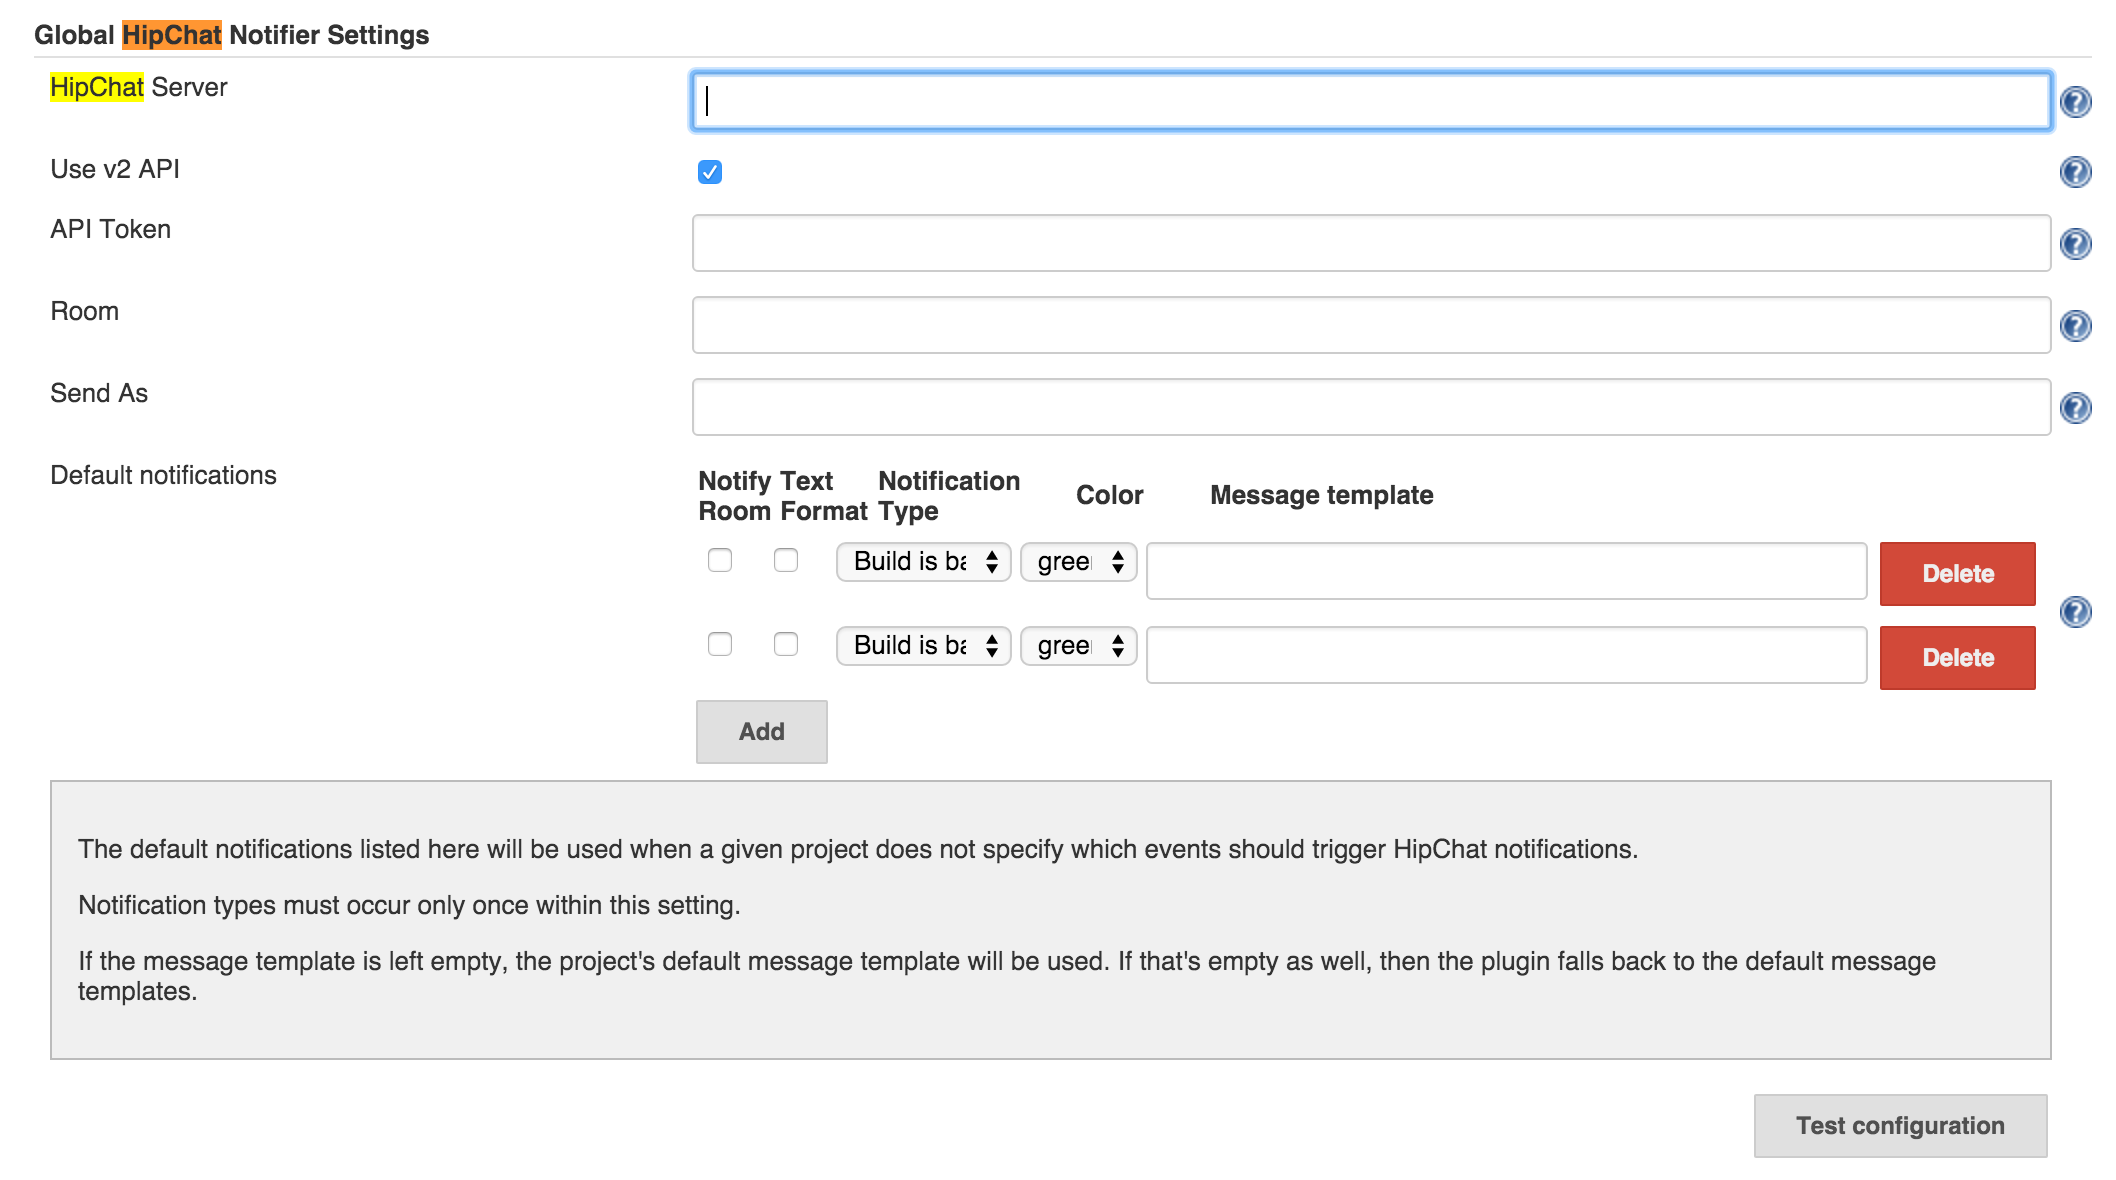 Global HipChat Notifier Settings
HipChat Server
Use v2 API
API Token
Room
Send As
Default notifications
Notify Text Notification
Room Format Type
Color
Message template
Build is ba
gree
Delete
Build is ba
gree
Delete
Add
The default notifications listed here will be used when a given project does not specify which events should trigger HipChat notifications.
Notification types must occur only once within this setting.
If the message template is left empty, the project's default message template will be used. If that's empty as well, then the plugin falls back to the default message
templates.
Test configuration